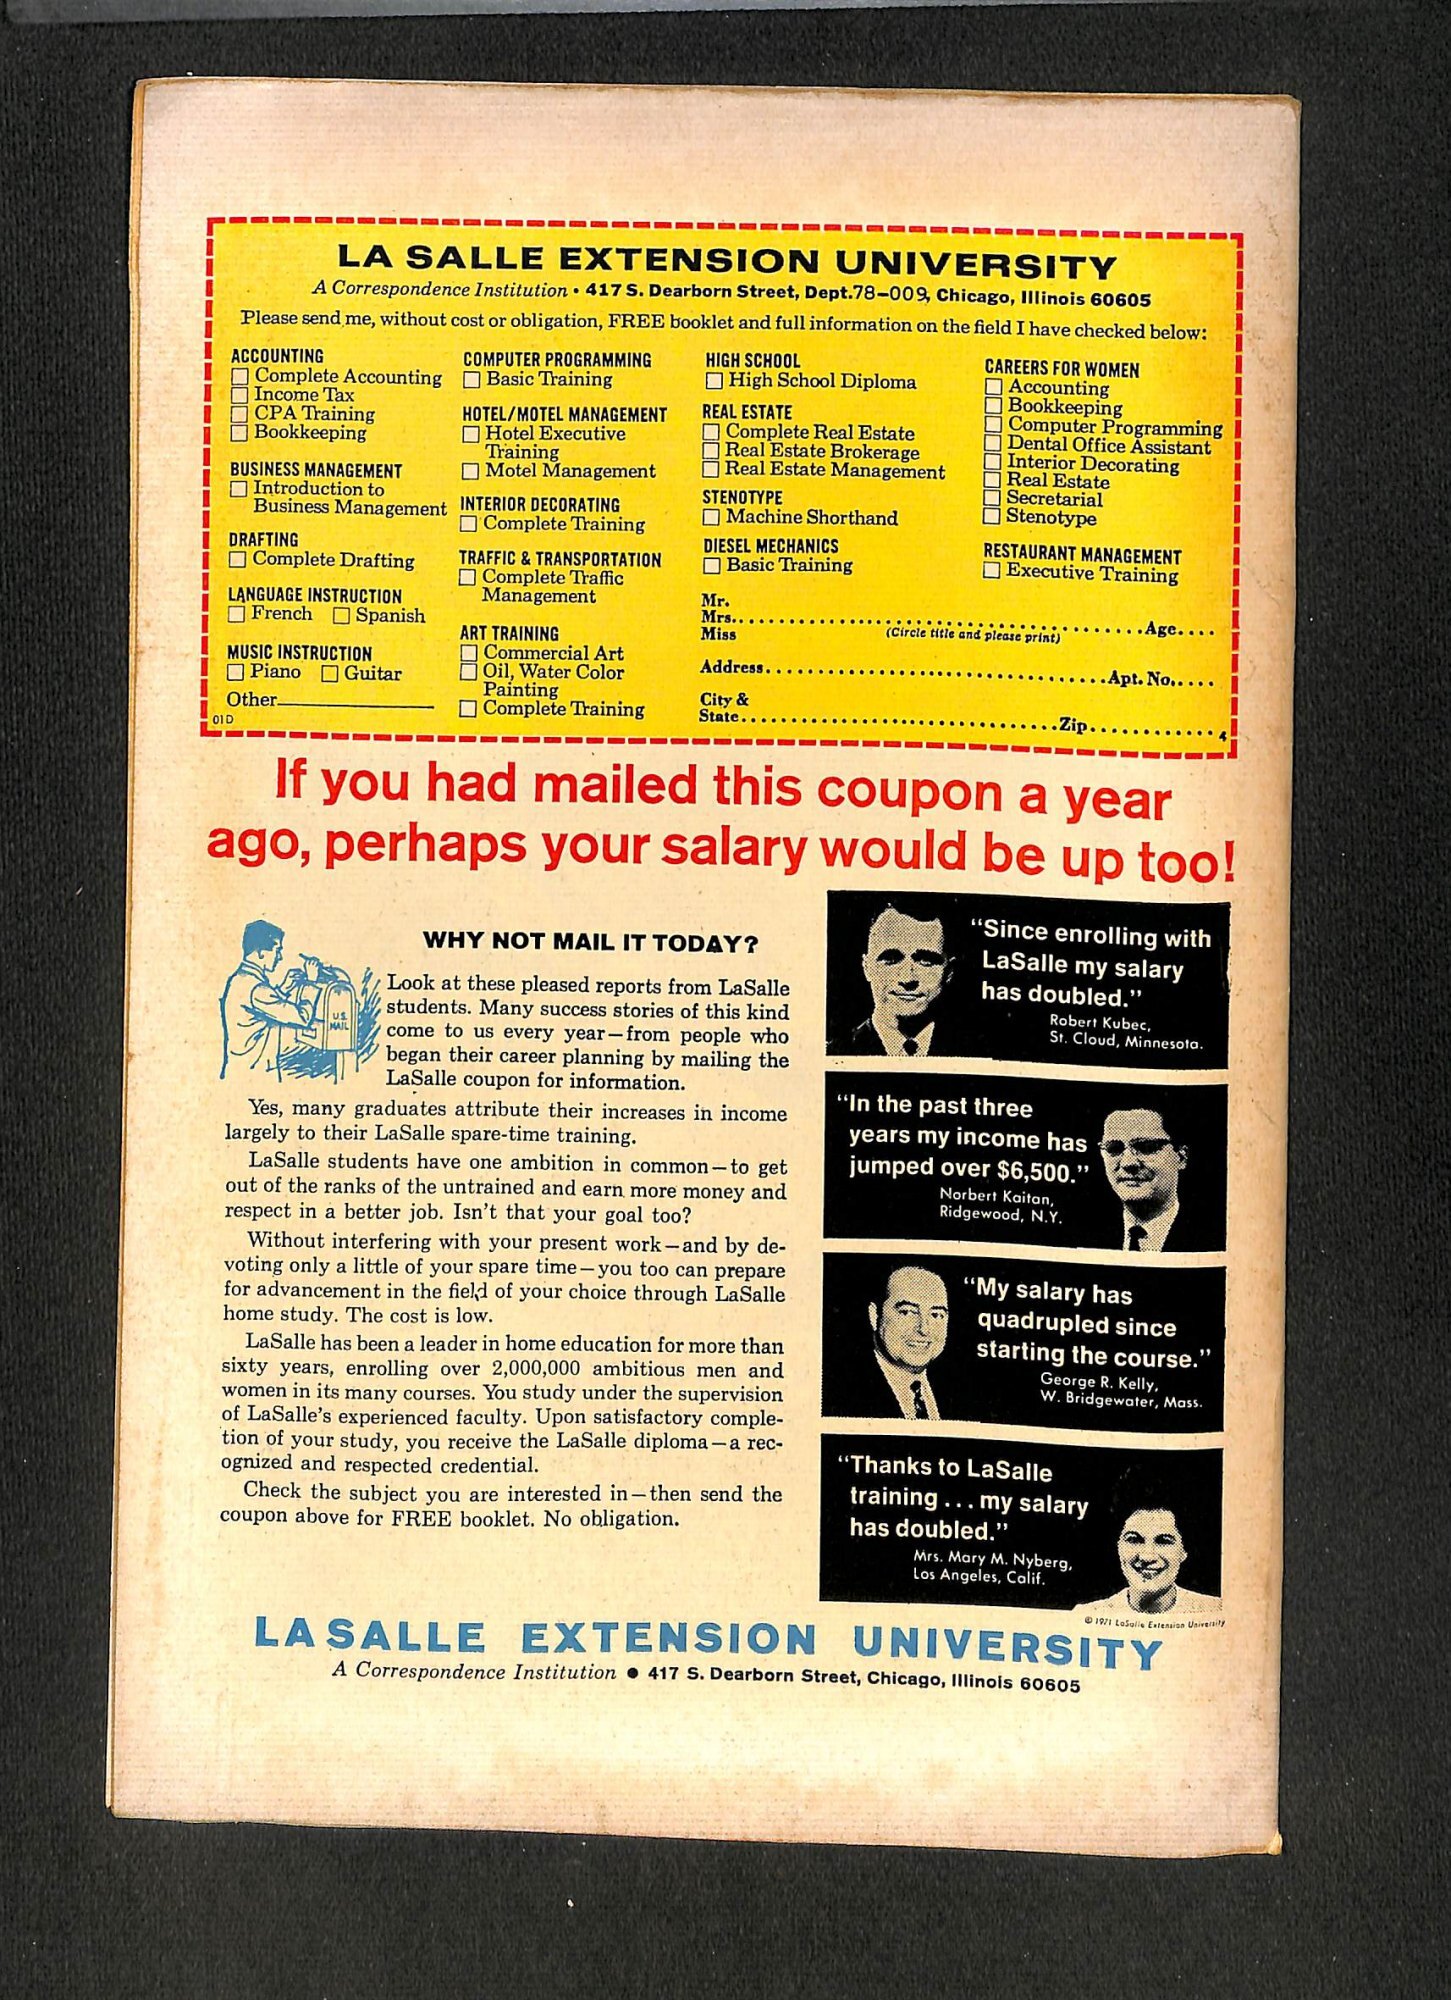 LA SALLE EXTENSION UNIVERSITY
A Correspondence Institution • 417 S. Dearborn Street, Dept.78-009, Chicago, Illinois 60605
Please send me, without cost or obligation, FREE booklet and full information on the field I have checked below:
ACCOUNTING
Complete Accounting
Income Tax
CPA Training
Bookkeeping
BUSINESS MANAGEMENT
Introduction to
Business Management
DRAFTING
Complete Drafting
LANGUAGE INSTRUCTION
French Spanish
MUSIC INSTRUCTION
Piano Guitar
Other
01D
COMPUTER PROGRAMMING
Basic Training
HOTEL/MOTEL MANAGEMENT
Hotel Executive
Training
Motel Management
INTERIOR DECORATING
Complete Training
TRAFFIC & TRANSPORTATION
Complete Traffic
Management
ART TRAINING
Commercial Art
Oil, Water Color
Painting
Complete Training
HIGH SCHOOL
High School Diploma
REAL ESTATE
Complete Real Estate
Real Estate Brokerage
Real Estate Management
STENOTYPE
Machine Shorthand
DIESEL MECHANICS
Basic Training
CAREERS FOR WOMEN
Accounting
Bookkeeping
Computer Programming
Dental Office Assistant
Interior Decorating
Real Estate
Secretarial
Stenotype
RESTAURANT MANAGEMENT
Executive Training
Mr.
Mrs. Age
Miss (Circle title and please print)
Address Apt. No.
City &
State Zip
4
If you had mailed this coupon a year
ago, perhaps your salary would be up too!
WHY NOT MAIL IT TODAY?
U.S.
MAIL
Look at these pleased reports from LaSalle
students. Many success stories of this kind
come to us every year—from people who
began their career planning by mailing the
LaSalle coupon for information.
Yes, many graduates attribute their increases in income
largely to their LaSalle spare-time training.
LaSalle students have one ambition in common—to get
out of the ranks of the untrained and earn more money and
respect in a better job. Isn't that your goal too?
Without interfering with your present work—and by de-
voting only a little of your spare time—you too can prepare
for advancement in the field of your choice through LaSalle
home study. The cost is low.
LaSalle has been a leader in home education for more than
sixty years, enrolling over 2,000,000 ambitious men and
women in its many courses. You study under the supervision
of LaSalle's experienced faculty. Upon satisfactory comple-
tion of your study, you receive the LaSalle diploma—a rec-
ognized and respected credential.
Check the subject you are interested in—then send the
coupon above for FREE booklet. No obligation.
"Since enrolling with
LaSalle my salary
has doubled."
Robert Kubec,
St. Cloud, Minnesota.
"In the past three
years my income has
jumped over $6,500."
Norbert Kaitan,
Ridgewood, N.Y.
"My salary has
quadrupled since
starting the course."
George R. Kelly,
W. Bridgewater, Mass.
"Thanks to LaSalle
training ... my salary
has doubled."
Mrs. Mary M. Nyberg,
Los Angeles, Calif.
© 1971 LaSalle Extension University
LA SALLE EXTENSION UNIVERSITY
A Correspondence Institution • 417 S. Dearborn Street, Chicago, Illinois 60605